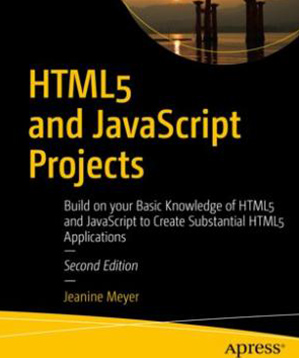 HTML5
and JavaScript
Projects
Build on your Basic Knowledge of HTML5
and JavaScript to Create Substantial HTML5
Applications
—
Second Edition
—
Jeanine Meyer
Apress®